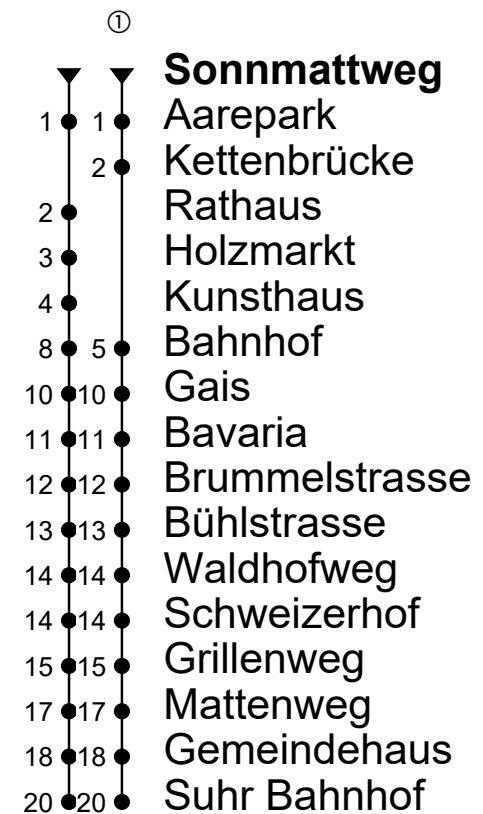 ①
Sonnmattweg
1 1 Aarepark
2 Kettenbrücke
2 Rathaus
3 Holzmarkt
4 Kunsthaus
8 5 Bahnhof
10 10 Gais
11 11 Bavaria
12 12 Brummelstrasse
13 13 Bühlstrasse
14 14 Waldhofweg
14 14 Schweizerhof
15 15 Grillenweg
17 17 Mattenweg
18 18 Gemeindehaus
20 20 Suhr Bahnhof